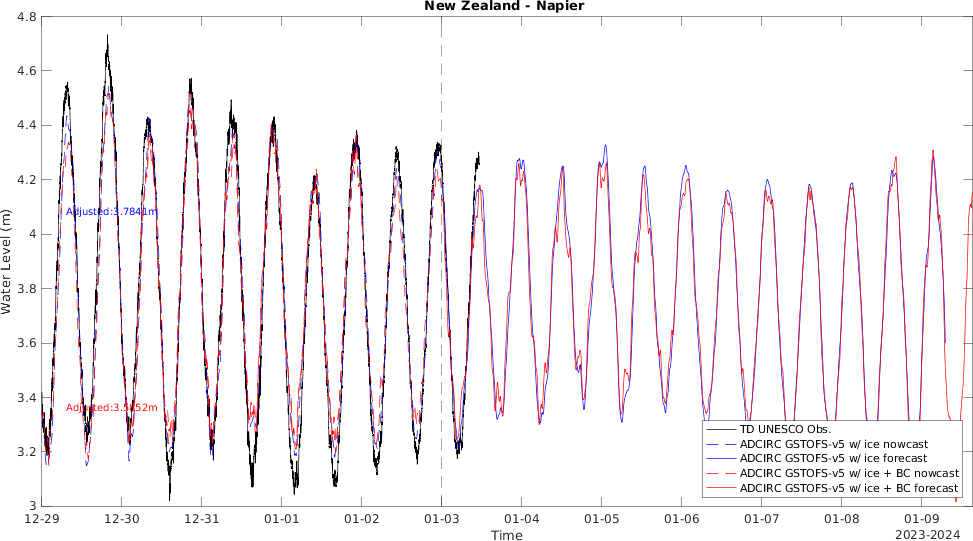 New Zealand - Napier
4.8
4.6
4.4
4.2
4
3.8
3.6
3.4
3.2
3
Water Level (m)
Adjusted:3.7841m
Adjusted:3.5852m
TD UNESCO Obs.
ADCIRC GSTOFS-v5 w/ ice nowcast
ADCIRC GSTOFS-v5 w/ ice forecast
ADCIRC GSTOFS-v5 w/ ice + BC nowcast
ADCIRC GSTOFS-v5 w/ ice + BC forecast
12-29 12-30 12-31 01-01 01-02 01-03 01-04 01-05 01-06 01-07 01-08 01-09
Time
2023-2024